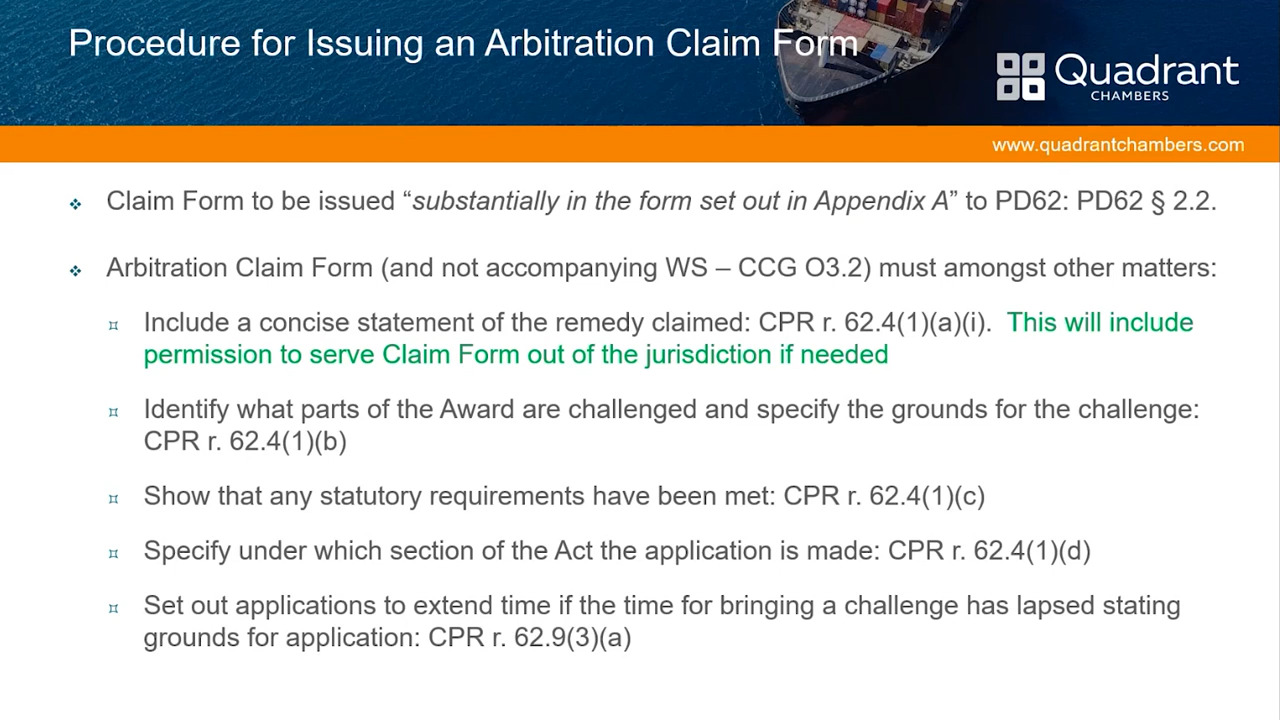 Procedure for Issuing an Arbitration Claim Form
Quadrant
CHAMBERS
www.quadrantchambers.com
❖ Claim Form to be issued “substantially in the form set out in Appendix A” to PD62: PD62 § 2.2.
❖ Arbitration Claim Form (and not accompanying WS – CCG O3.2) must amongst other matters:
¤ Include a concise statement of the remedy claimed: CPR r. 62.4(1)(a)(i). This will include
permission to serve Claim Form out of the jurisdiction if needed
¤ Identify what parts of the Award are challenged and specify the grounds for the challenge:
CPR r. 62.4(1)(b)
¤ Show that any statutory requirements have been met: CPR r. 62.4(1)(c)
¤ Specify under which section of the Act the application is made: CPR r. 62.4(1)(d)
¤ Set out applications to extend time if the time for bringing a challenge has lapsed stating
grounds for application: CPR r. 62.9(3)(a)